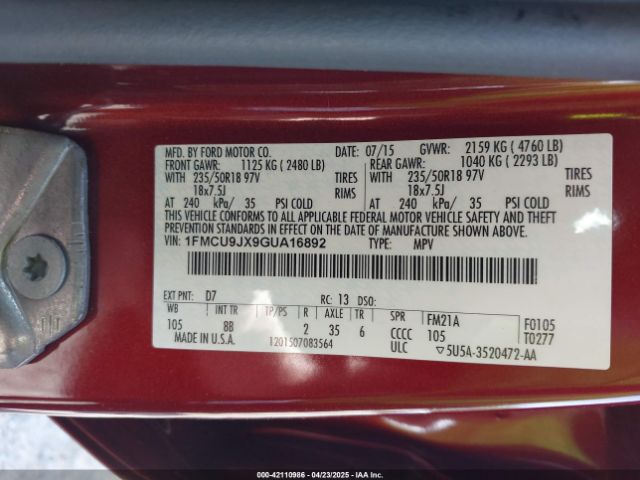 MFD. BY FORD MOTOR CO. DATE: 07/15 GVWR: 2159 KG ( 4760 LB)
FRONT GAWR: 1125 KG ( 2480 LB) REAR GAWR: 1040 KG ( 2293 LB)
WITH 235/50R18 97V TIRES WITH 235/50R18 97V TIRES
18x7.5J RIMS 18x7.5J RIMS
AT 240 kPa/ 35 PSI COLD AT 240 kPa/ 35 PSI COLD
THIS VEHICLE CONFORMS TO ALL APPLICABLE FEDERAL MOTOR VEHICLE SAFETY AND THEFT
PREVENTION STANDARDS IN EFFECT ON THE DATE OF MANUFACTURE SHOWN ABOVE.
VIN: 1FMCU9JX9GUA16892 TYPE: MPV
EXT PNT: D7 RC: 13 DSO:
WB INT TR TP/PS R AXLE TR SPR FM21A F0105
105 8B 2 35 6 CCCC 105 T0277
MADE IN U.S.A. 1201507083564 ULC ▽5U5A-3520472-AA
000-42110986 - 04/23/2025 - IAAI.com